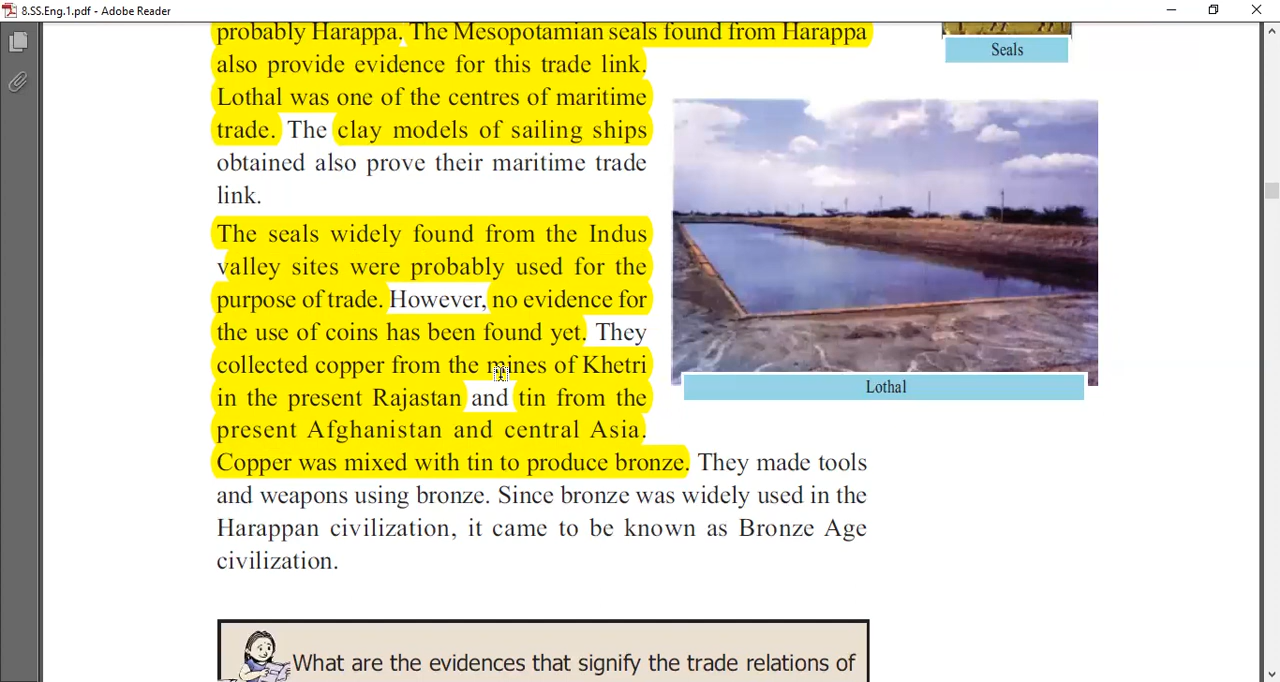 8.SS.Eng.1.pdf - Adobe Reader
probably Harappa. The Mesopotamian seals found from Harappa
also provide evidence for this trade link.
Lothal was one of the centres of maritime
trade. The clay models of sailing ships
obtained also prove their maritime trade
link.
Seals
The seals widely found from the Indus
valley sites were probably used for the
purpose of trade. However, no evidence for
the use of coins has been found yet. They
collected copper from the mines of Khetri
in the present Rajastan and tin from the
present Afghanistan and central Asia.
Copper was mixed with tin to produce bronze. They made tools
and weapons using bronze. Since bronze was widely used in the
Harappan civilization, it came to be known as Bronze Age
civilization.
Lothal
What are the evidences that signify the trade relations of